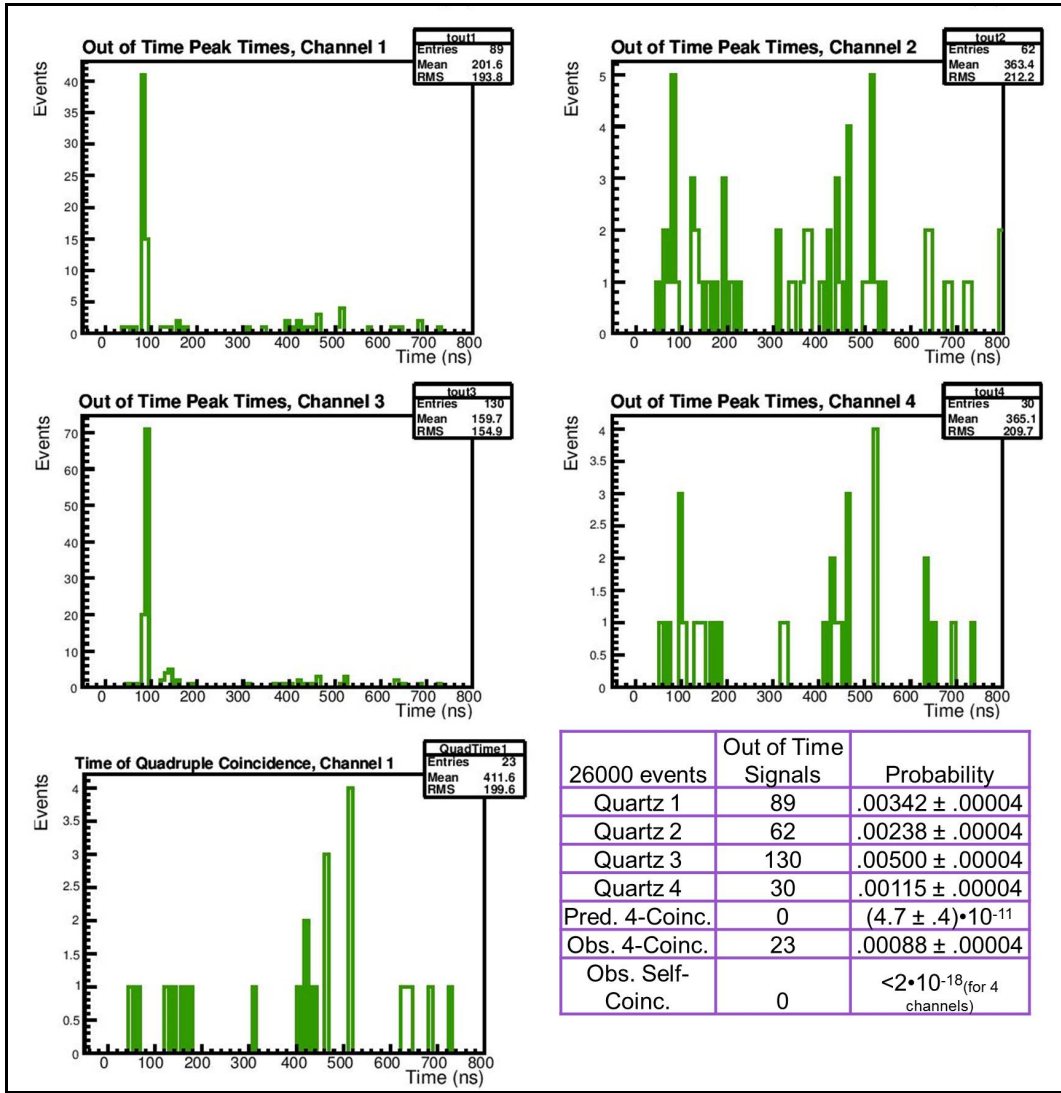 Out of Time Peak Times, Channel 1
tout1
Entries 89
Mean 201.6
RMS 193.8
Events
40
35
30
25
20
15
10
5
0
0 100 200 300 400 500 600 700 800
Time (ns)
Out of Time Peak Times, Channel 2
tout2
Entries 62
Mean 363.4
RMS 212.2
Events
5
4
3
2
1
0
0 100 200 300 400 500 600 700 800
Time (ns)
Out of Time Peak Times, Channel 3
tout3
Entries 130
Mean 159.7
RMS 154.9
Events
70
60
50
40
30
20
10
0
0 100 200 300 400 500 600 700 800
Time (ns)
Out of Time Peak Times, Channel 4
tout4
Entries 30
Mean 365.1
RMS 209.7
Events
4
3.5
3
2.5
2
1.5
1
0.5
0
0 100 200 300 400 500 600 700 800
Time (ns)
Time of Quadruple Coincidence, Channel 1
QuadTime1
Entries 23
Mean 411.6
RMS 199.6
Events
4
3.5
3
2.5
2
1.5
1
0.5
0
0 100 200 300 400 500 600 700 800
Time (ns)
26000 events Out of Time Signals Probability
Quartz 1 89 .00342 ± .00004
Quartz 2 62 .00238 ± .00004
Quartz 3 130 .00500 ± .00004
Quartz 4 30 .00115 ± .00004
Pred. 4-Coinc. 0 (4.7 ± .4)•10-11
Obs. 4-Coinc. 23 .00088 ± .00004
Obs. Self-Coinc. 0 <2•10-18(for 4 channels)